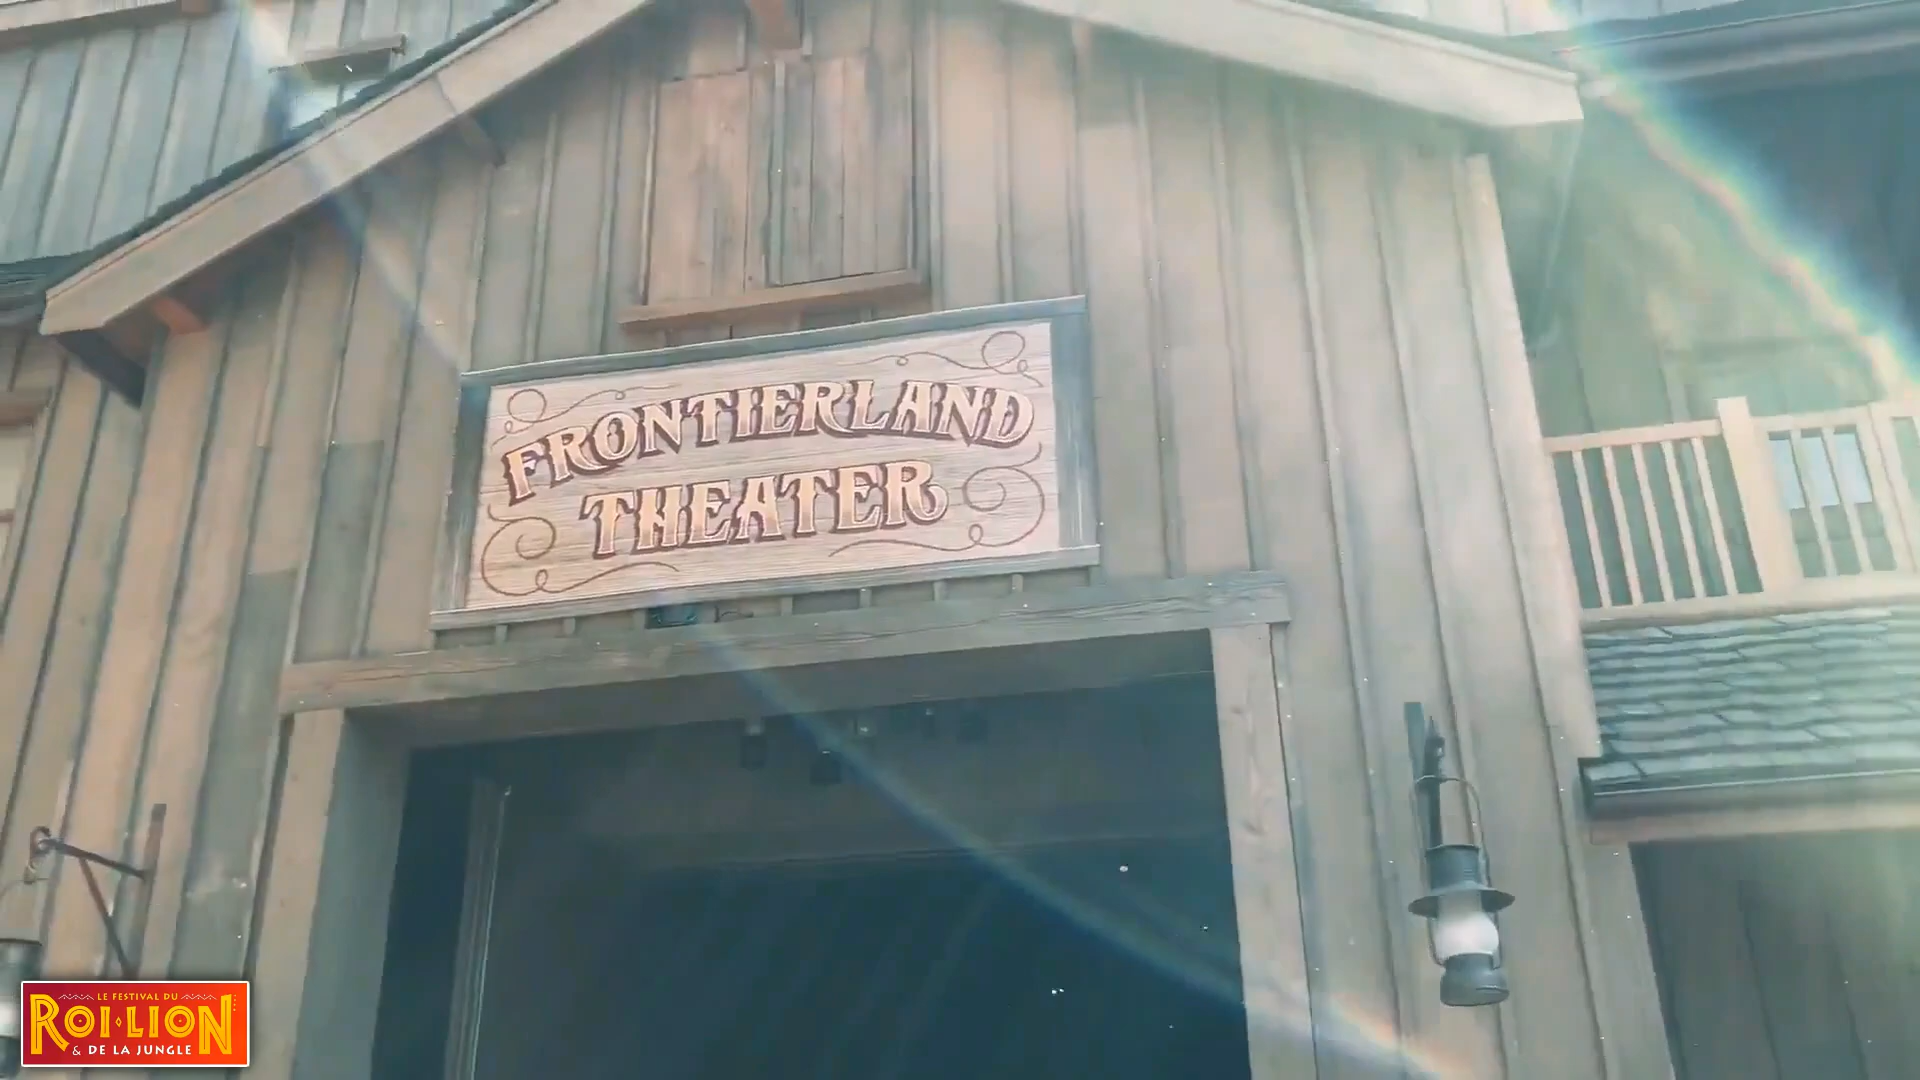 FRONTIERLAND
THEATER
LE FESTIVAL DU
ROI·LION
& DE LA JUNGLE